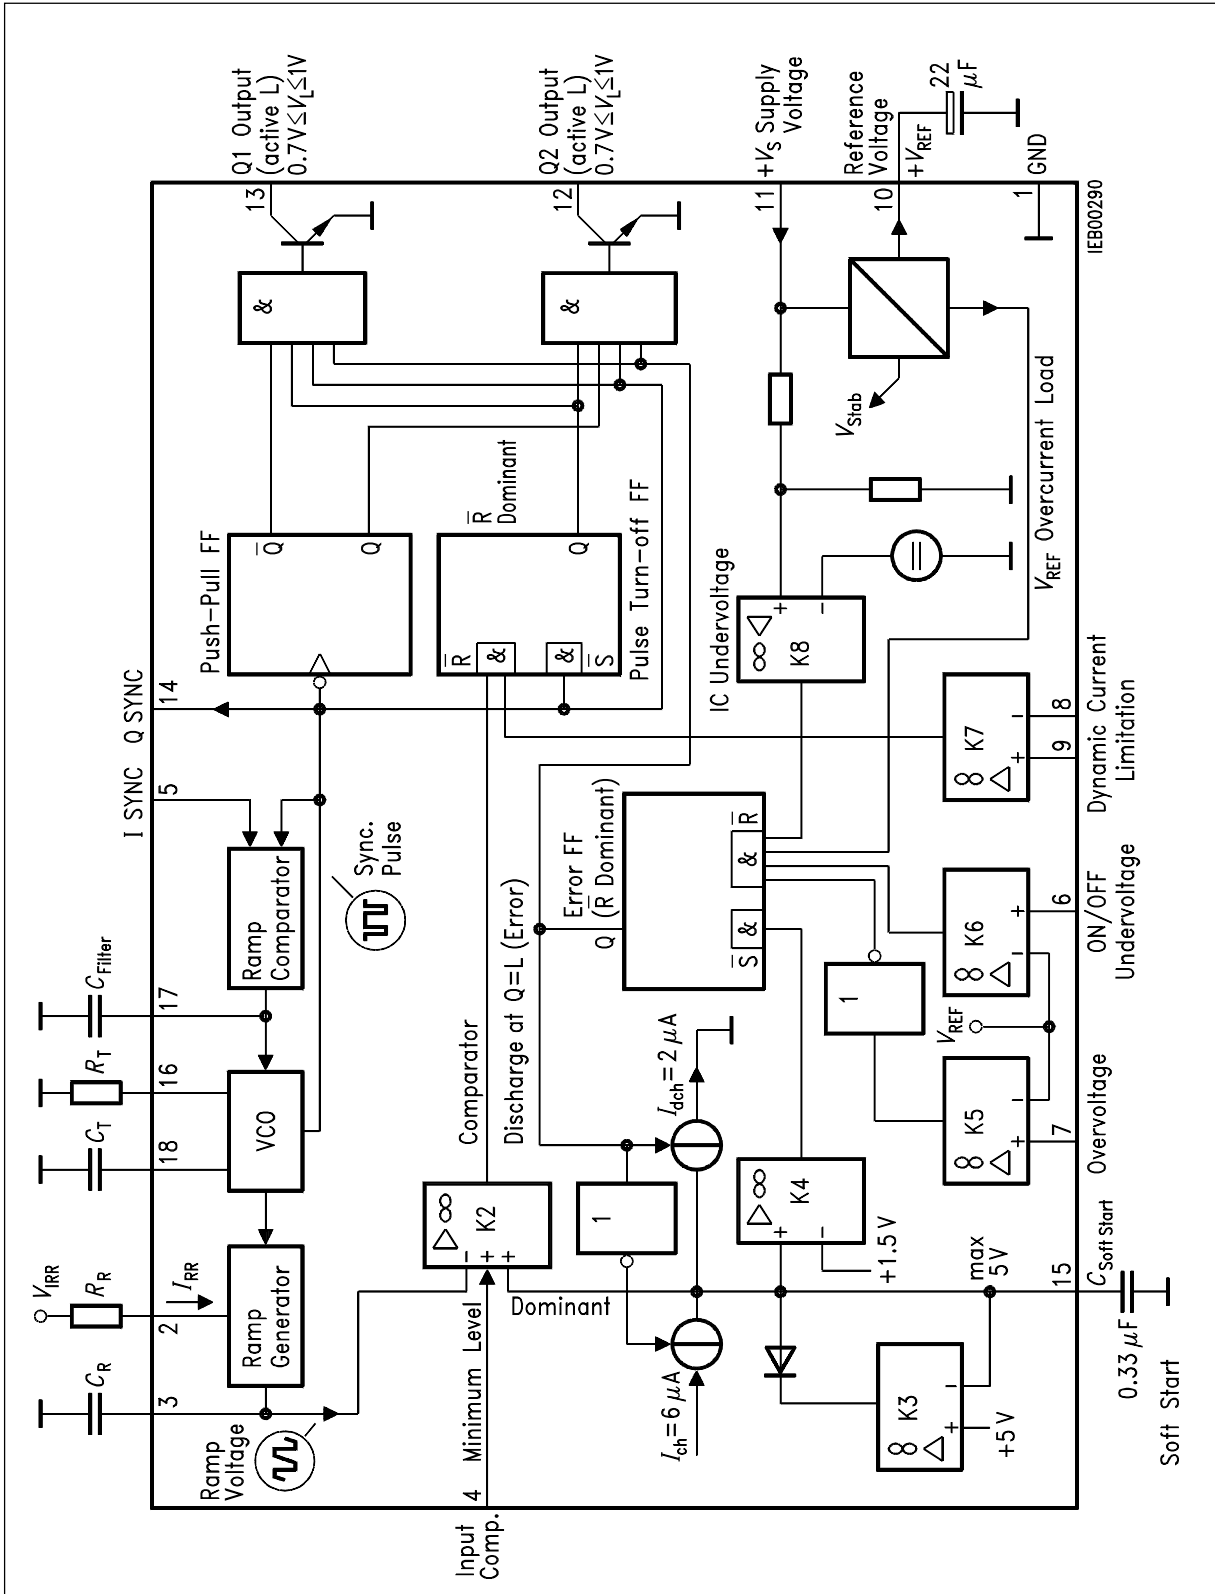 C_R
V_IRR
R_R
C_T
R_T
C_Filter
I SYNC
Q SYNC
3
2
I_RR
18
16
17
5
14
Ramp
Voltage
Ramp
Generator
VCO
Ramp
Comparator
Sync.
Pulse
Push-Pull FF
Q̅
Q
&
13
Q1 Output
(active L)
0.7V≤V_L≤1V
Input
Comp.
4
Minimum Level
Dominant
K2
∞
−
+
+
Comparator
Discharge at Q=L (Error)
R̅
&
&
S̅
Q
R̅
Dominant
Pulse Turn-off FF
&
12
Q2 Output
(active L)
0.7V≤V_L≤1V
I_ch=6 μA
1
I_dch=2 μA
Error FF
(R̅ Dominant)
Q
S̅
&
&
R̅
IC Undervoltage
∞
K8
+
−
V_Stab
11
+V_S Supply
Voltage
10
Reference
Voltage
+V_REF
22
μF
1
GND
V_REF Overcurrent Load
∞
K4
+
−
+1.5 V
1
max
5V
∞
K3
+
−
+5 V
∞
K5
+
−
V_REF
∞
K6
−
+
∞
K7
+
−
15
7
6
9
8
C_Soft Start
0.33 μF
Soft Start
Overvoltage
ON/OFF
Undervoltage
Dynamic Current
Limitation
IEB00290